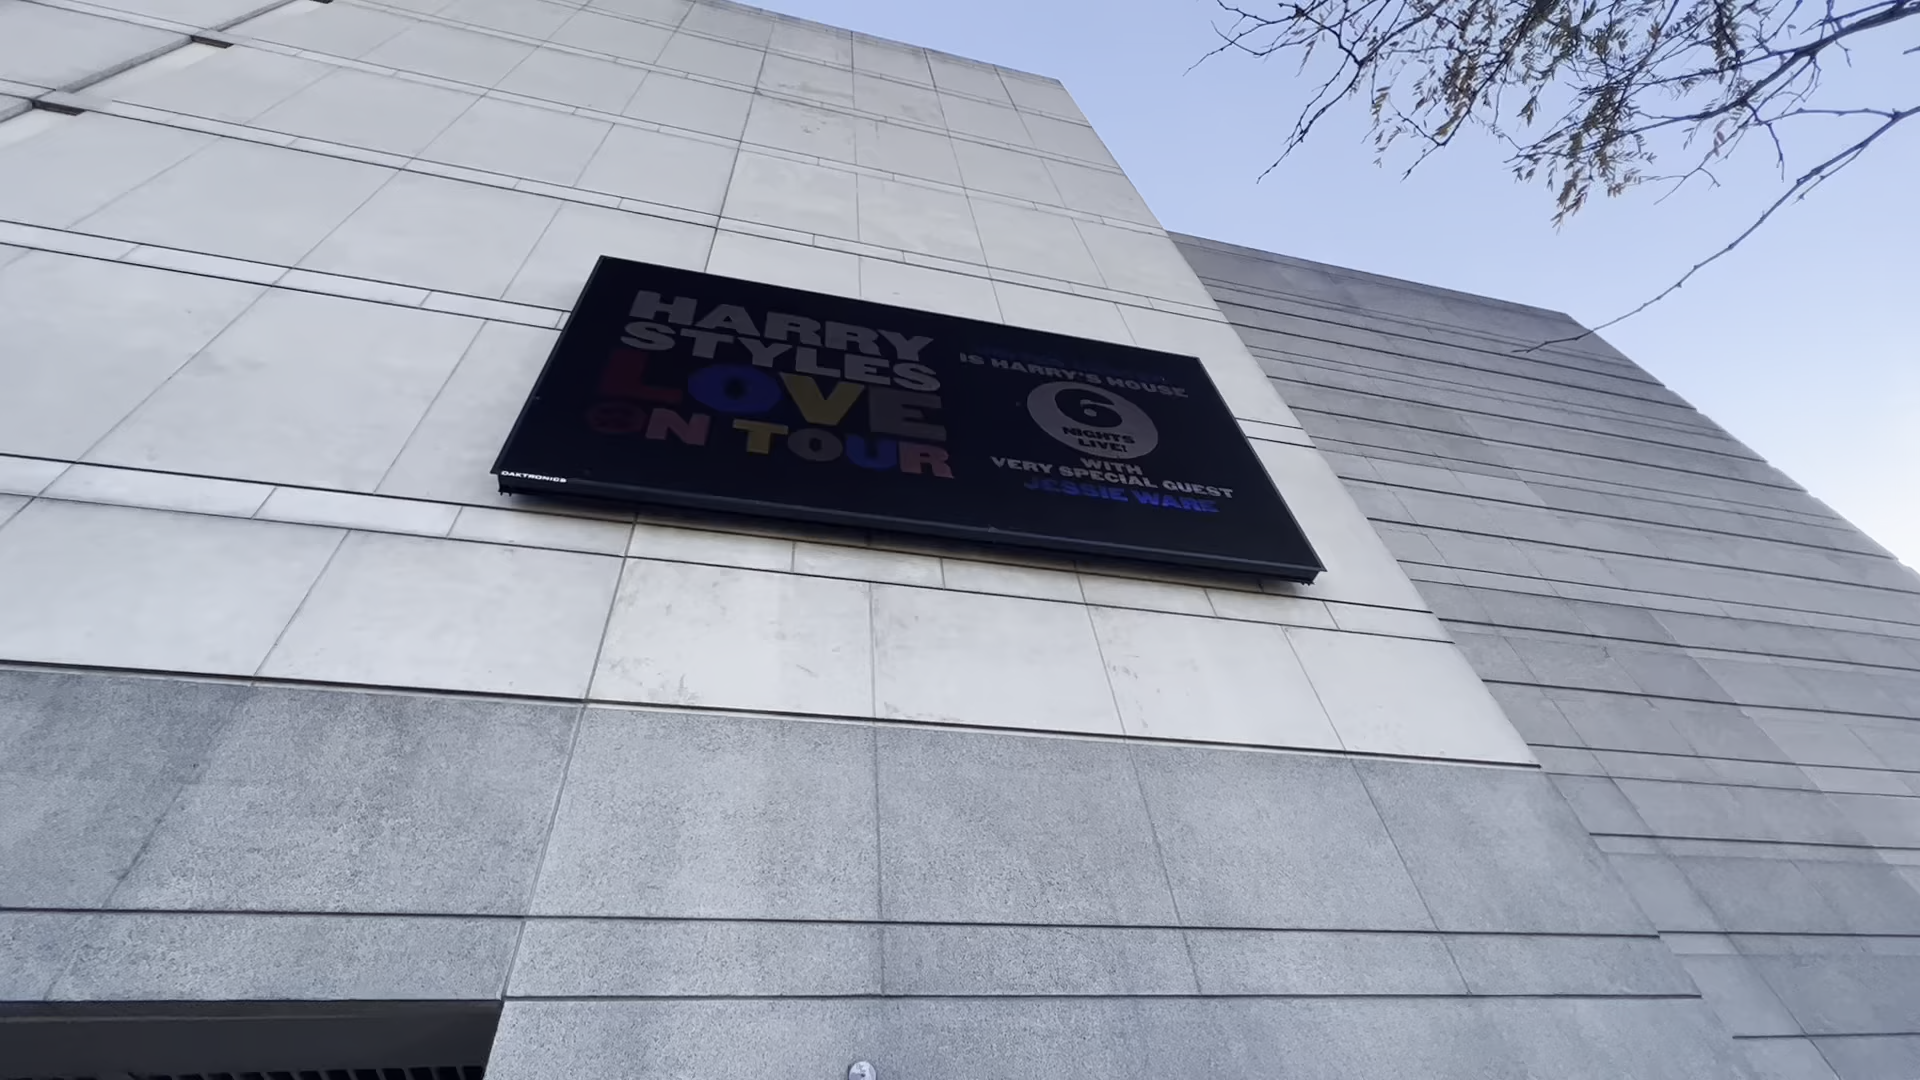 HARRY
STYLES
LOVE
ON TOUR
IS HARRY'S HOUSE
6
NIGHTS
LIVE!
WITH
VERY SPECIAL GUEST
JESSIE WARE
DAKTRONICS